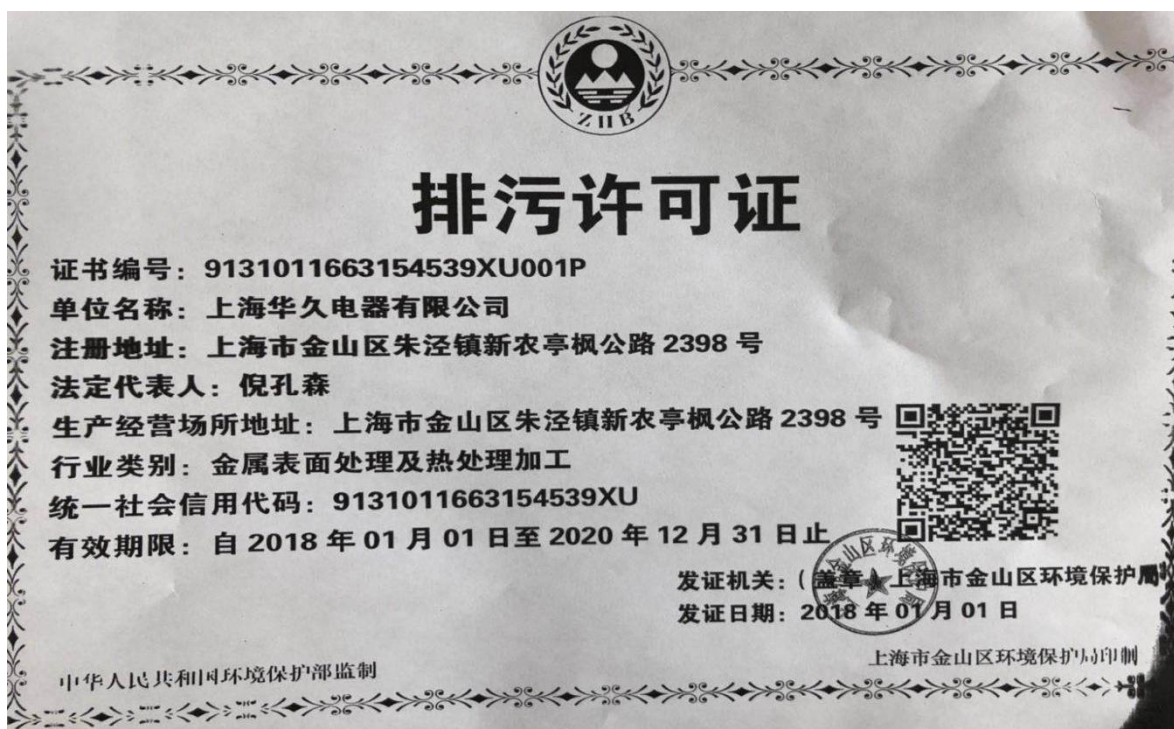 ZHB
排污许可证
证书编号：9131011663154539XU001P
单位名称：上海华久电器有限公司
注册地址：上海市金山区朱泾镇新农亭枫公路 2398 号
法定代表人：倪孔森
生产经营场所地址：上海市金山区朱泾镇新农亭枫公路 2398 号
行业类别：金属表面处理及热处理加工
统一社会信用代码：9131011663154539XU
有效期限：自 2018 年 01 月 01 日至 2020 年 12 月 31 日止
发证机关：(盖章)上海市金山区环境保护局
发证日期：2018 年 01 月 01 日
中华人民共和国环境保护部监制
上海市金山区环境保护局印制